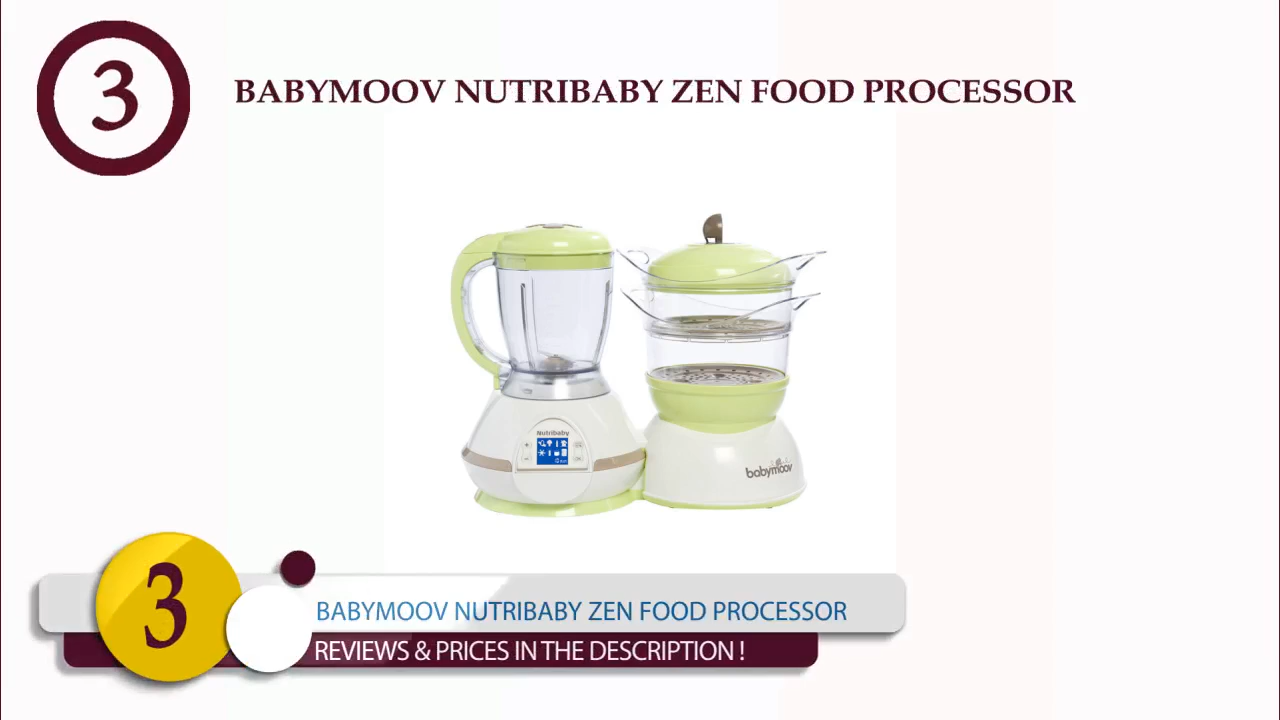 3
BABYMOOV NUTRIBABY ZEN FOOD PROCESSOR
Nutribaby
babymoov
3
BABYMOOV NUTRIBABY ZEN FOOD PROCESSOR
REVIEWS & PRICES IN THE DESCRIPTION !